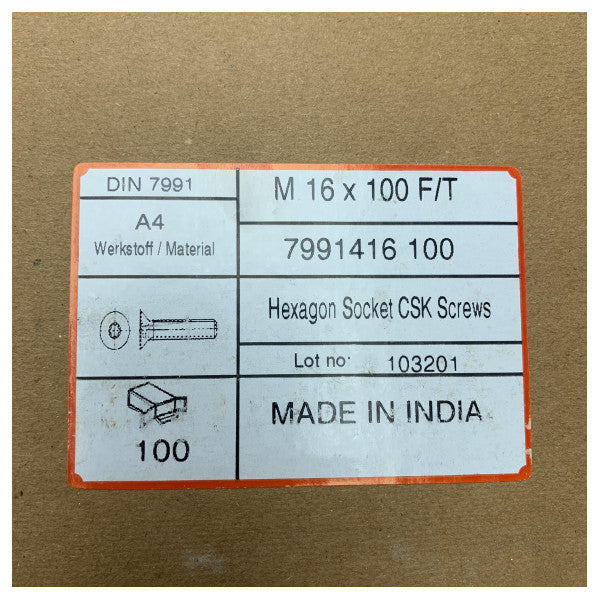 DIN 7991
M 16 x 100 F/T
A4
Werkstoff / Material
7991416 100
Hexagon Socket CSK Screws
Lot no: 103201
100
MADE IN INDIA